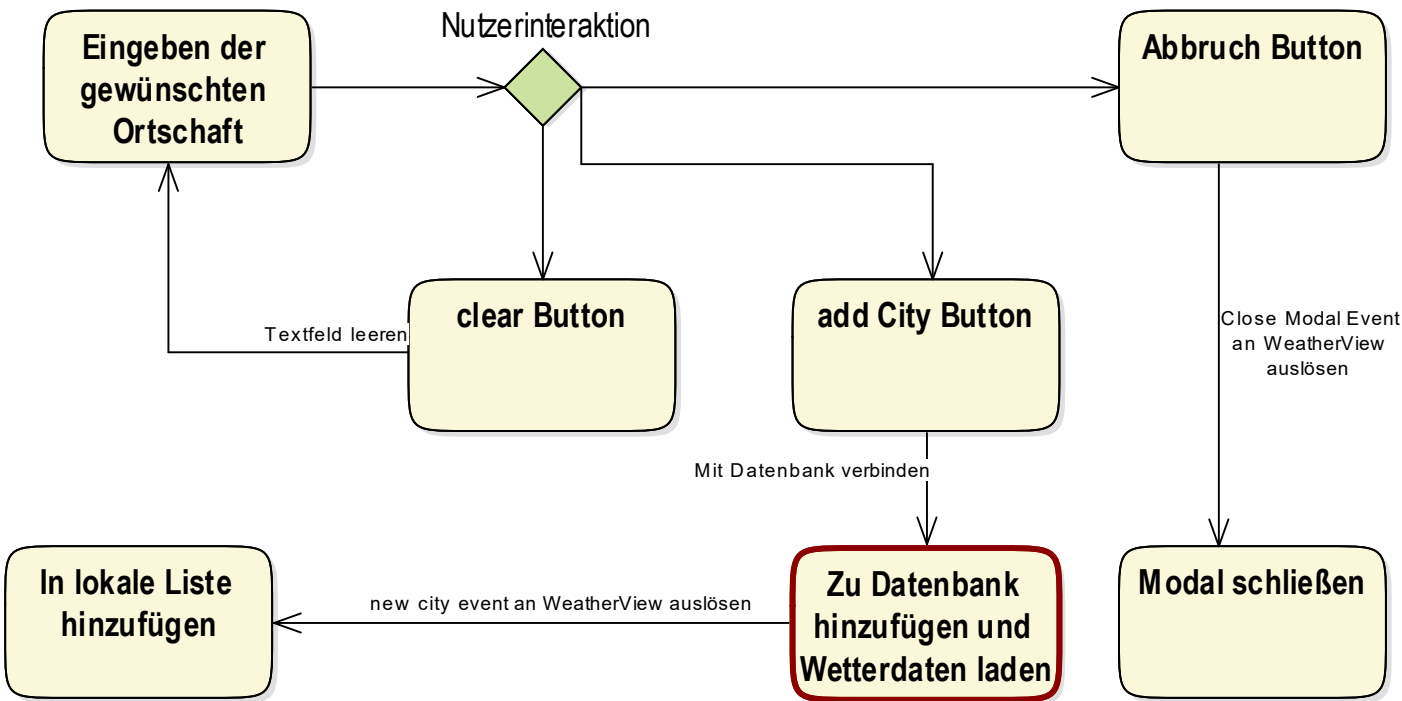 Nutzerinteraktion
Eingeben der
gewünschten
Ortschaft
Abbruch Button
clear Button
add City Button
Textfeld leeren
Close Modal Event
an WeatherView
auslösen
Mit Datenbank verbinden
In lokale Liste
hinzufügen
new city event an WeatherView auslösen
Zu Datenbank
hinzufügen und
Wetterdaten laden
Modal schließen